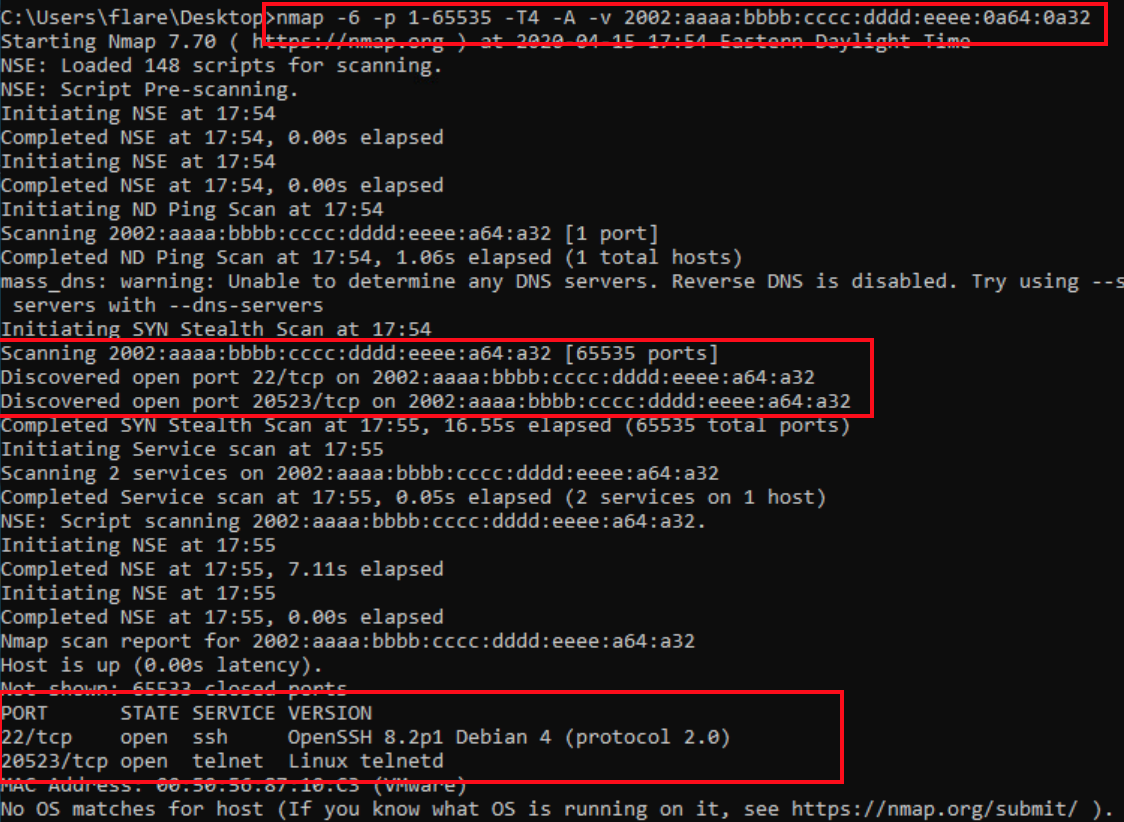 C:\Users\flare\Desktop>nmap -6 -p 1-65535 -T4 -A -v 2002:aaaa:bbbb:cccc:dddd:eeee:0a64:0a32
Starting Nmap 7.70 ( https://nmap.org ) at 2020-04-15 17:54 Eastern Daylight Time
NSE: Loaded 148 scripts for scanning.
NSE: Script Pre-scanning.
Initiating NSE at 17:54
Completed NSE at 17:54, 0.00s elapsed
Initiating NSE at 17:54
Completed NSE at 17:54, 0.00s elapsed
Initiating ND Ping Scan at 17:54
Scanning 2002:aaaa:bbbb:cccc:dddd:eeee:a64:a32 [1 port]
Completed ND Ping Scan at 17:54, 1.06s elapsed (1 total hosts)
mass_dns: warning: Unable to determine any DNS servers. Reverse DNS is disabled. Try using --s
servers with --dns-servers
Initiating SYN Stealth Scan at 17:54
Scanning 2002:aaaa:bbbb:cccc:dddd:eeee:a64:a32 [65535 ports]
Discovered open port 22/tcp on 2002:aaaa:bbbb:cccc:dddd:eeee:a64:a32
Discovered open port 20523/tcp on 2002:aaaa:bbbb:cccc:dddd:eeee:a64:a32
Completed SYN Stealth Scan at 17:55, 16.55s elapsed (65535 total ports)
Initiating Service scan at 17:55
Scanning 2 services on 2002:aaaa:bbbb:cccc:dddd:eeee:a64:a32
Completed Service scan at 17:55, 0.05s elapsed (2 services on 1 host)
NSE: Script scanning 2002:aaaa:bbbb:cccc:dddd:eeee:a64:a32.
Initiating NSE at 17:55
Completed NSE at 17:55, 7.11s elapsed
Initiating NSE at 17:55
Completed NSE at 17:55, 0.00s elapsed
Nmap scan report for 2002:aaaa:bbbb:cccc:dddd:eeee:a64:a32
Host is up (0.00s latency).
Not shown: 65533 closed ports
PORT STATE SERVICE VERSION
22/tcp open ssh OpenSSH 8.2p1 Debian 4 (protocol 2.0)
20523/tcp open telnet Linux telnetd
MAC Address: 00:50:56:87:10:C3 (VMware)
No OS matches for host (If you know what OS is running on it, see https://nmap.org/submit/ ).